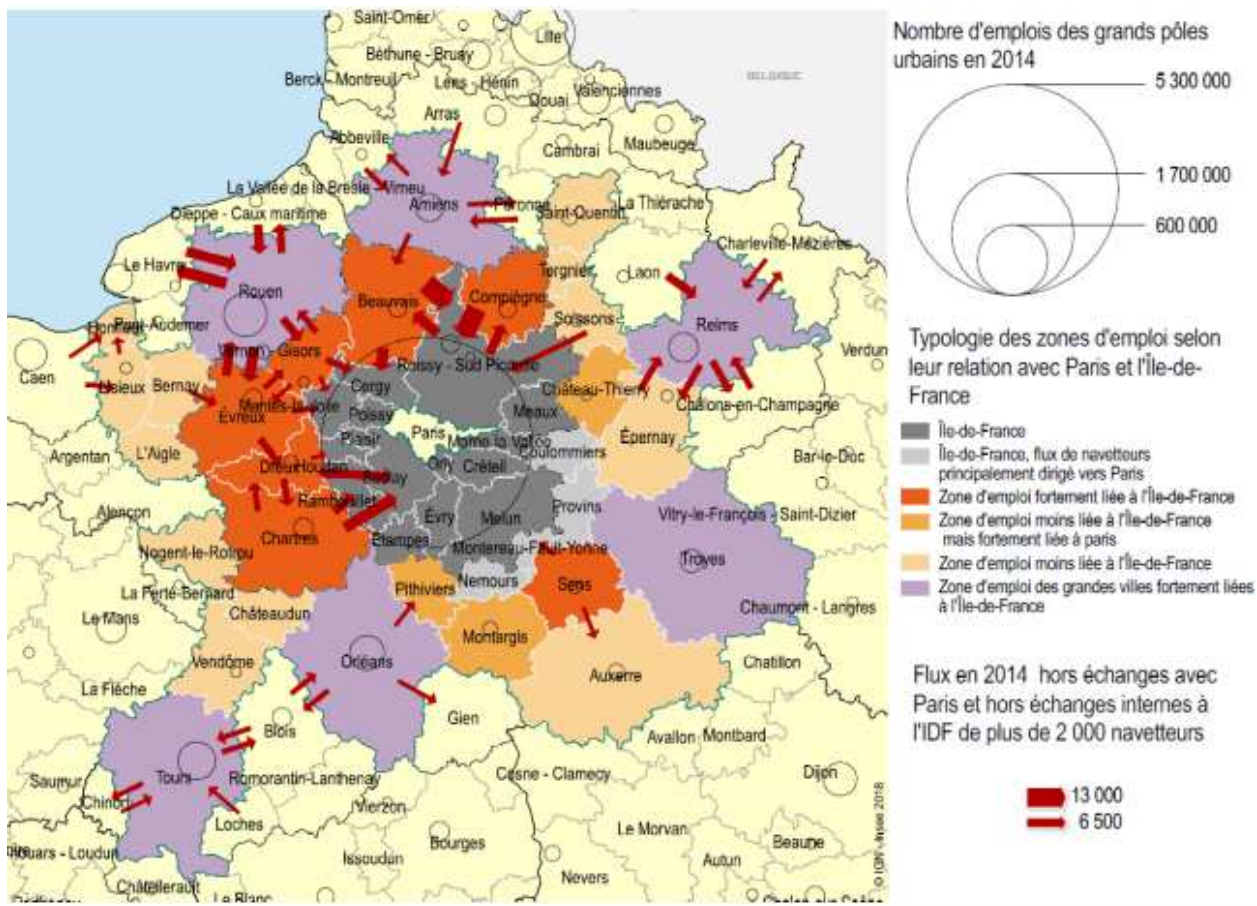 Saint-Omer
Lille
Béthune - Bruay
Berck - Montreuil
Lens - Hénin
BELGIQUE
Douai
Valenciennes
Arras
Maubeuge
Abbeville
Cambrai
La Vallée de la Bresle - Vimeu
Amiens
Péronne
La Thiérache
Saint-Quentin
Dieppe - Caux maritime
Charleville-Mézières
Le Havre
Tergnier
Laon
Rouen
Beauvais
Compiègne
Soissons
Pont-Audemer
Honfleur
Reims
Vernon - Gisors
Verdun
Caen
Roissy - Sud Picardie
Lisieux
Bernay
Cergy
Château-Thierry
Mantes-la-Jolie
Poissy
Meaux
Châlons-en-Champagne
Évreux
Plaisir
Paris
Marne-la-Vallée
Épernay
L'Aigle
Coulommiers
Argentan
Dreux
Houdan
Orly
Créteil
Bar-le-Duc
Saclay
Rambouillet
Provins
Alençon
Évry
Melun
Vitry-le-François - Saint-Dizier
Chartres
Étampes
Montereau-Fault-Yonne
Nogent-le-Rotrou
Troyes
Nemours
Pithiviers
Sens
La Ferté-Bernard
Châteaudun
Chaumont - Langres
Le Mans
Montargis
Orléans
Vendôme
Châtillon
Auxerre
La Flèche
Gien
Blois
Avallon
Montbard
Tours
Saumur
Romorantin-Lanthenay
Cosne - Clamecy
Dijon
Chinon
Vierzon
Loches
Le Morvan
Bourges
Beaune
Issoudun
Autun
Nevers
Châtellerault
Le Blanc
© IGN - Insee 2018
Nombre d'emplois des grands pôles
urbains en 2014
5 300 000
1 700 000
600 000
Typologie des zones d'emploi selon
leur relation avec Paris et l'Île-de-
France
Île-de-France
Île-de-France, flux de navetteurs
principalement dirigé vers Paris
Zone d'emploi fortement liée à l'Île-de-France
Zone d'emploi moins liée à l'Île-de-France
mais fortement liée à paris
Zone d'emploi moins liée à l'Île-de-France
Zone d'emploi des grandes villes fortement liées
à l'Île-de-France
Flux en 2014 hors échanges avec
Paris et hors échanges internes à
l'IDF de plus de 2 000 navetteurs
13 000
6 500